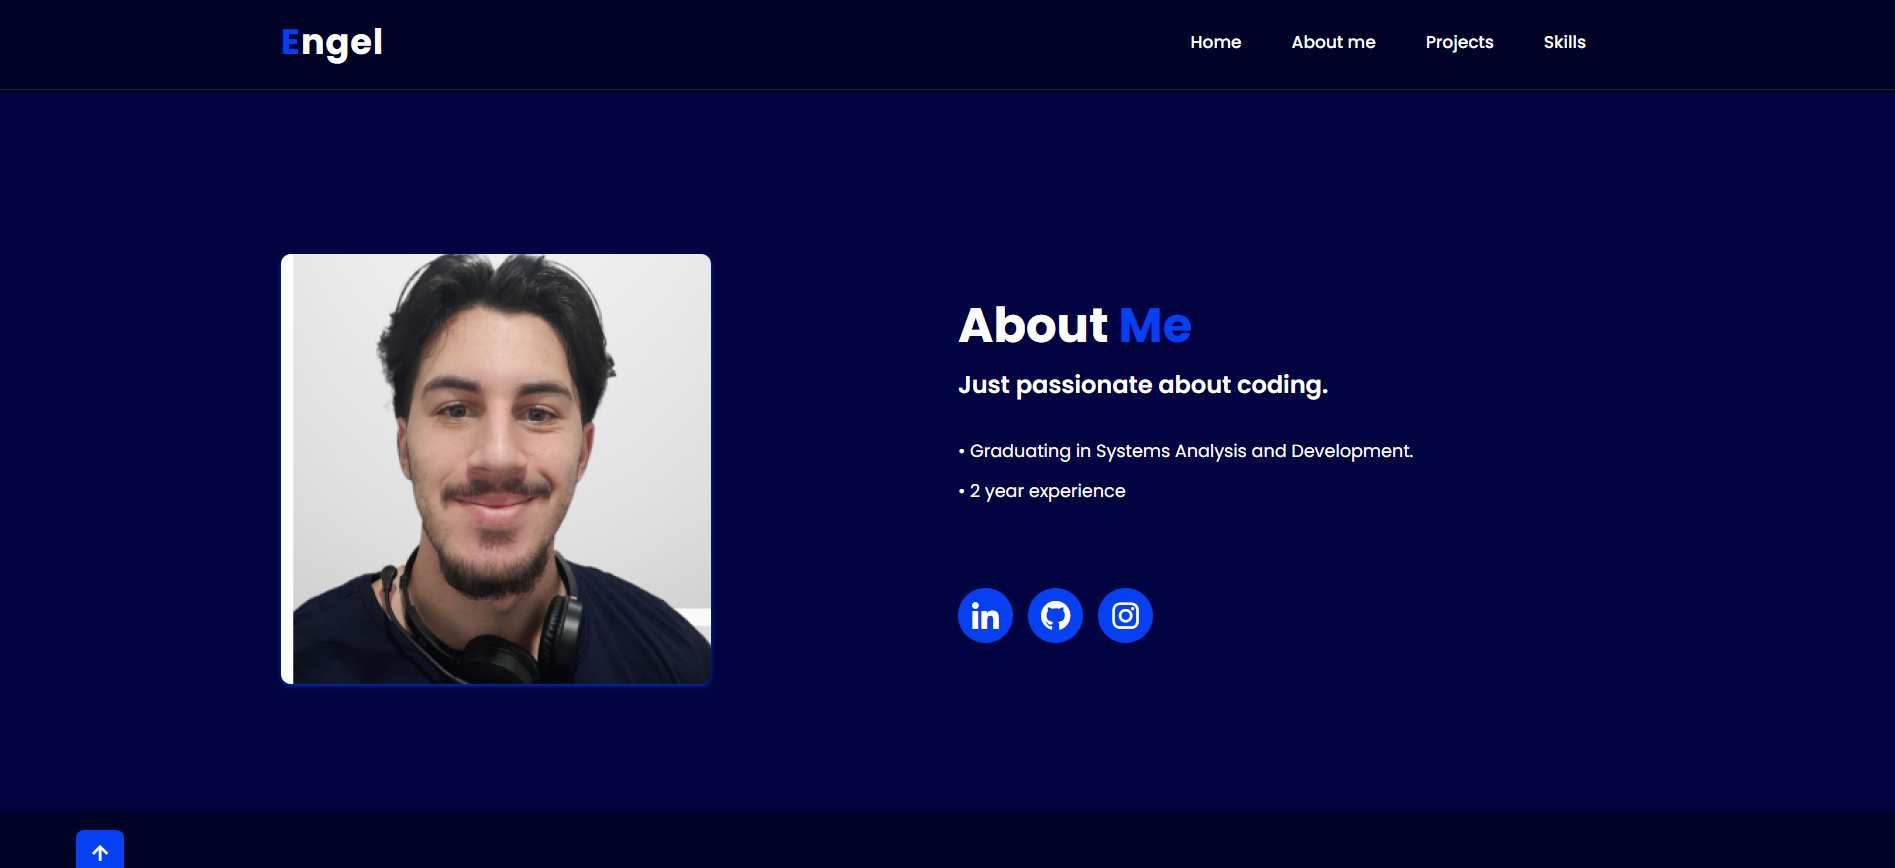 Engel
Home About me Projects Skills
About Me
Just passionate about coding.
• Graduating in Systems Analysis and Development.
• 2 year experience
in